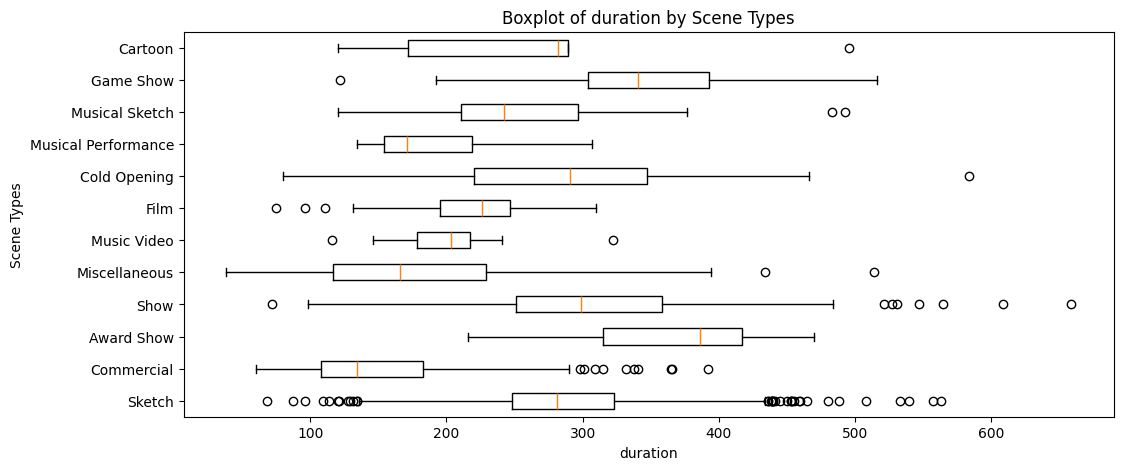 Boxplot of duration by Scene Types
Cartoon
Game Show
Musical Sketch
Musical Performance
Cold Opening
Film
Music Video
Miscellaneous
Show
Award Show
Commercial
Sketch
Scene Types
100 200 300 400 500 600
duration